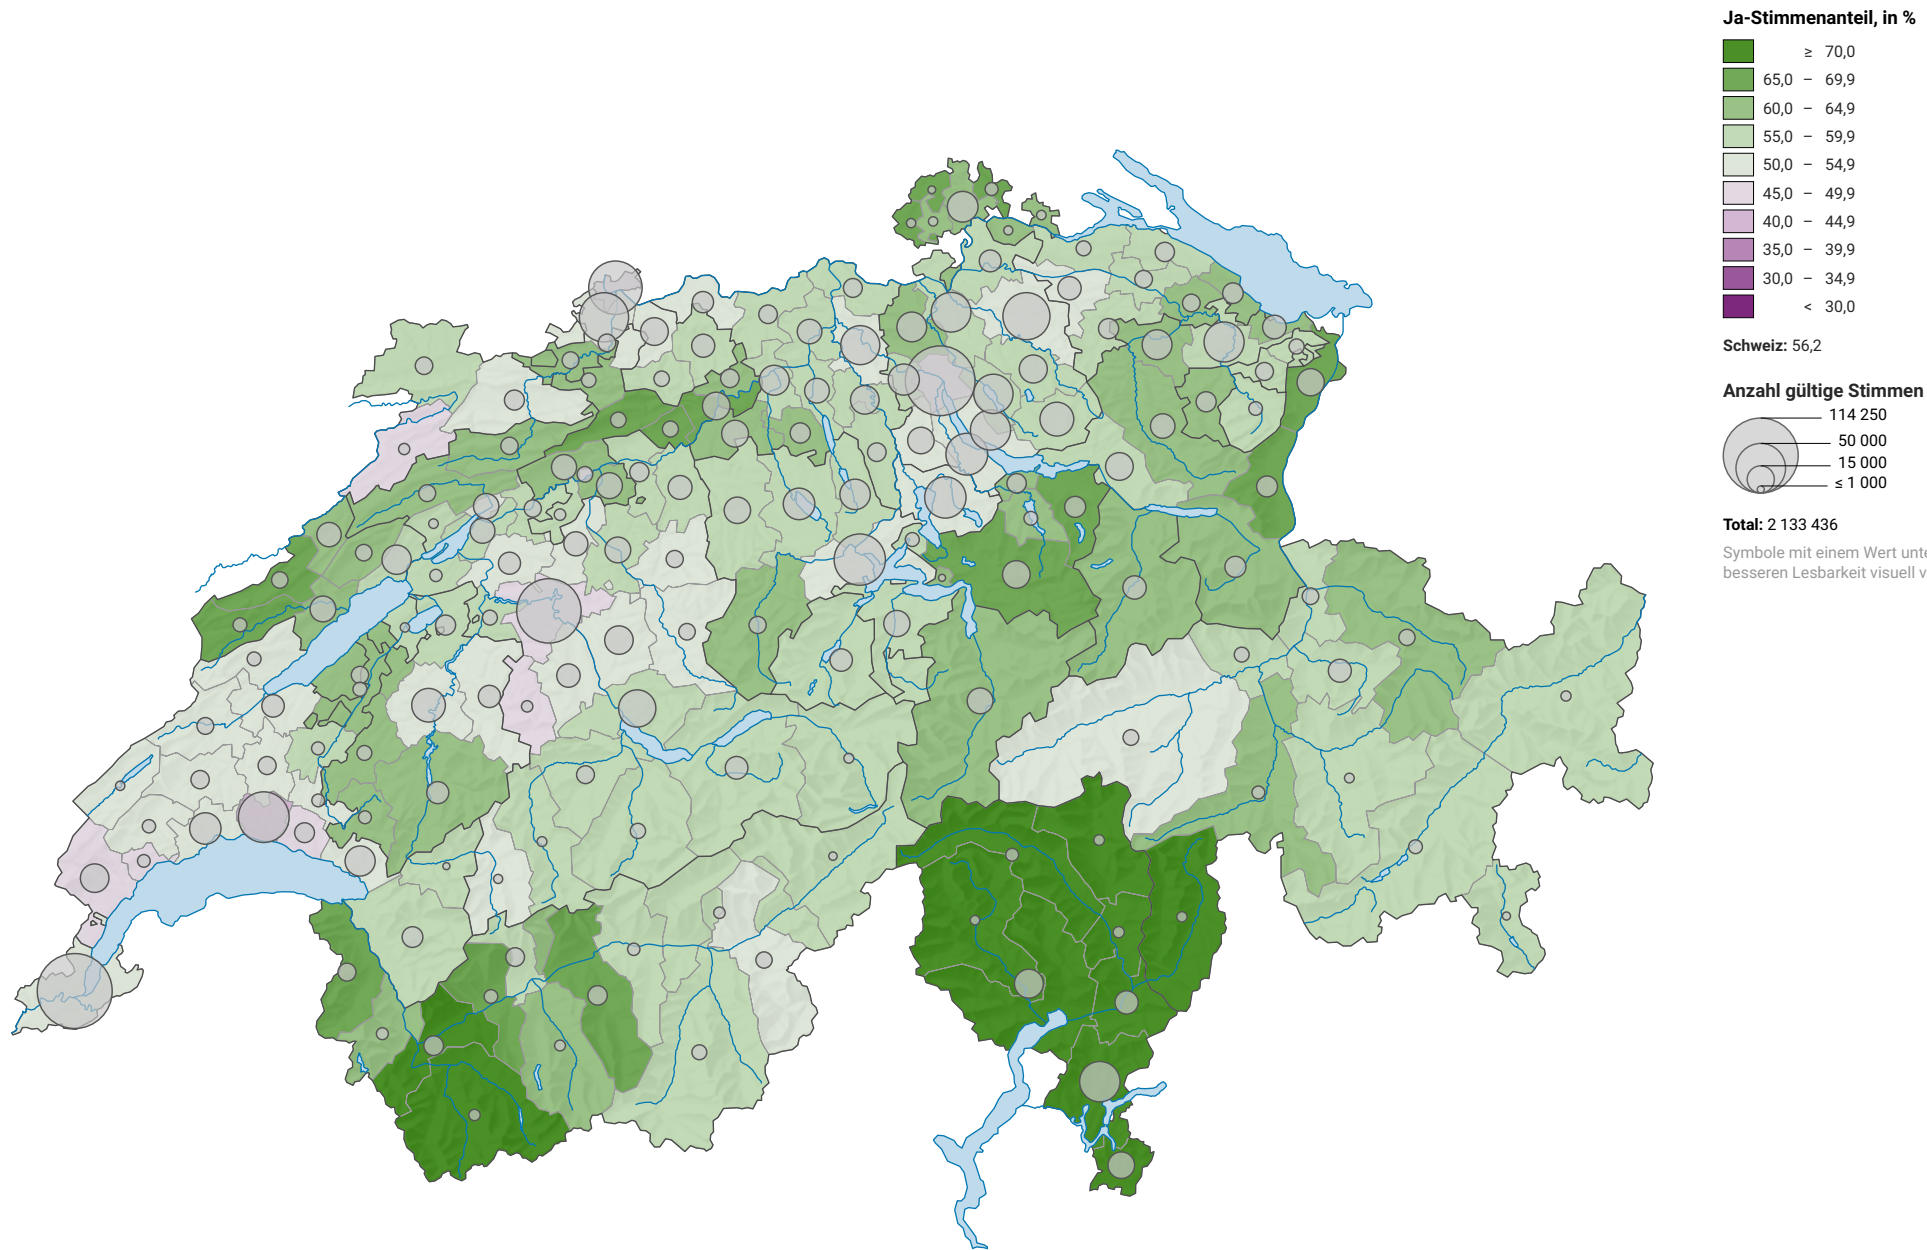 Ja-Stimmenanteil, in %
≥ 70,0
65,0 – 69,9
60,0 – 64,9
55,0 – 59,9
50,0 – 54,9
45,0 – 49,9
40,0 – 44,9
35,0 – 39,9
30,0 – 34,9
< 30,0
Schweiz: 56,2
Anzahl gültige Stimmen
114 250
50 000
15 000
≤ 1 000
Total: 2 133 436
Symbole mit einem Wert unte
besseren Lesbarkeit visuell v